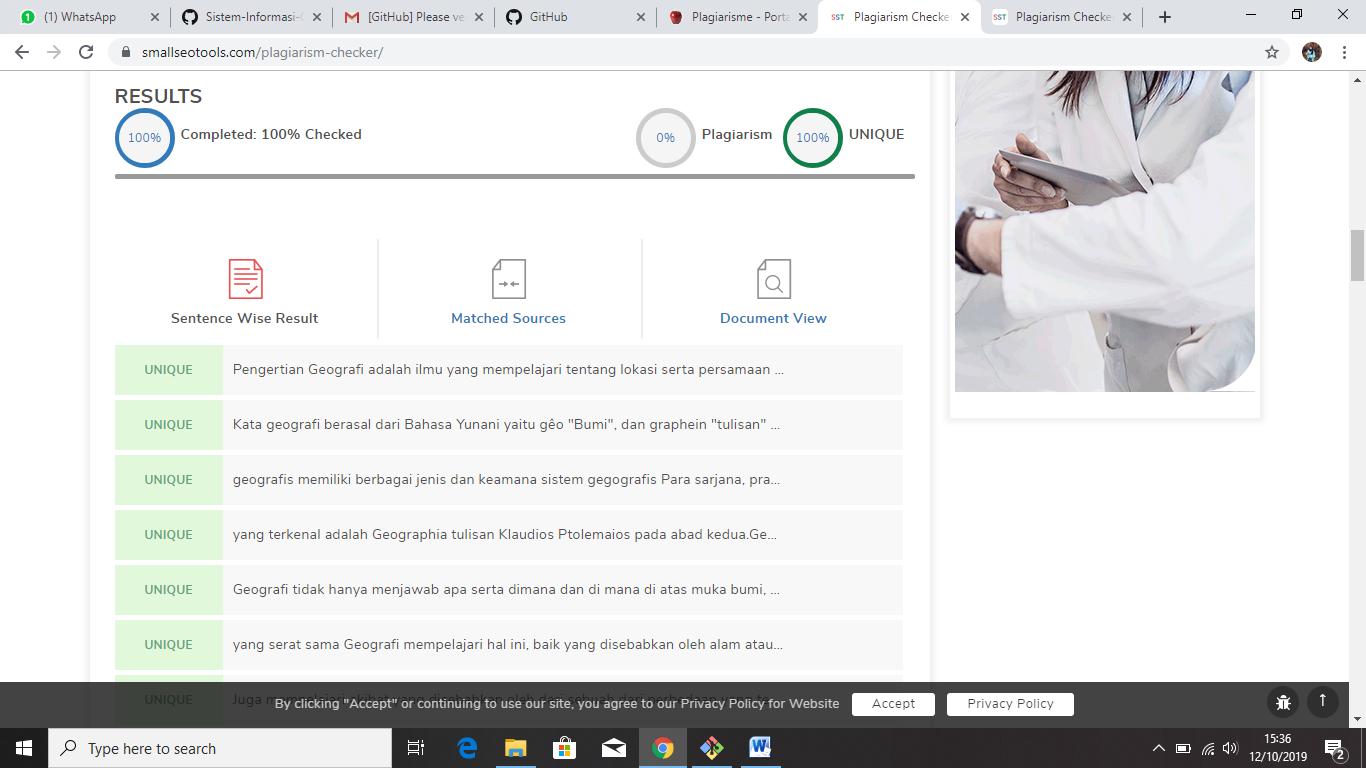 (1) WhatsApp
Sistem-Informasi-
[GitHub] Please ve
GitHub
Plagiarisme - Porta
SST Plagiarism Checke
SST Plagiarism Checke
smallseotools.com/plagiarism-checker/
RESULTS
100% Completed: 100% Checked
0% Plagiarism 100% UNIQUE
Sentence Wise Result
Matched Sources
Document View
UNIQUE Pengertian Geografi adalah ilmu yang mempelajari tentang lokasi serta persamaan ...
UNIQUE Kata geografi berasal dari Bahasa Yunani yaitu gêo "Bumi", dan graphein "tulisan" ...
UNIQUE geografis memiliki berbagai jenis dan keamana sistem gegografis Para sarjana, pra...
UNIQUE yang terkenal adalah Geographia tulisan Klaudios Ptolemaios pada abad kedua.Ge...
UNIQUE Geografi tidak hanya menjawab apa serta dimana dan di mana di atas muka bumi, ...
UNIQUE yang serat sama Geografi mempelajari hal ini, baik yang disebabkan oleh alam atau...
UNIQUE Juga
By clicking "Accept" or continuing to use our site, you agree to our Privacy Policy for Website
Accept
Privacy Policy
Type here to search
15:36
12/10/2019
2